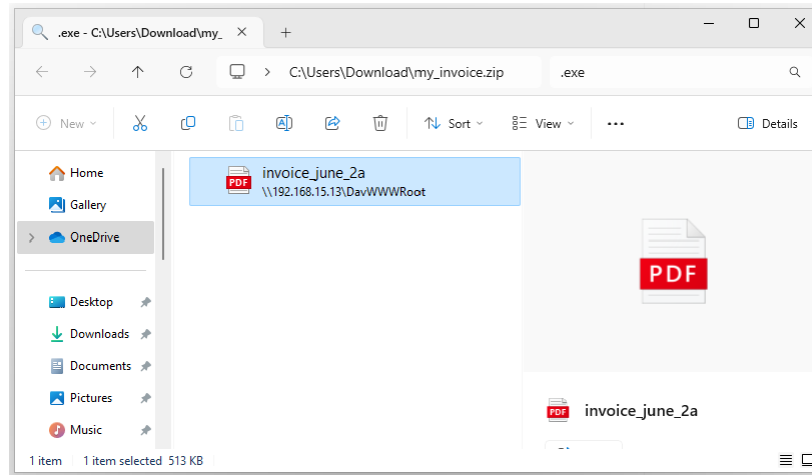 .exe - C:\Users\Download\my_
C:\Users\Download\my_invoice.zip
.exe
New
Sort
View
Details
Home
Gallery
OneDrive
Desktop
Downloads
Documents
Pictures
Music
PDF
invoice_june_2a
\\192.168.15.13\DavWWWRoot
PDF
PDF
invoice_june_2a
1 item
1 item selected 513 KB